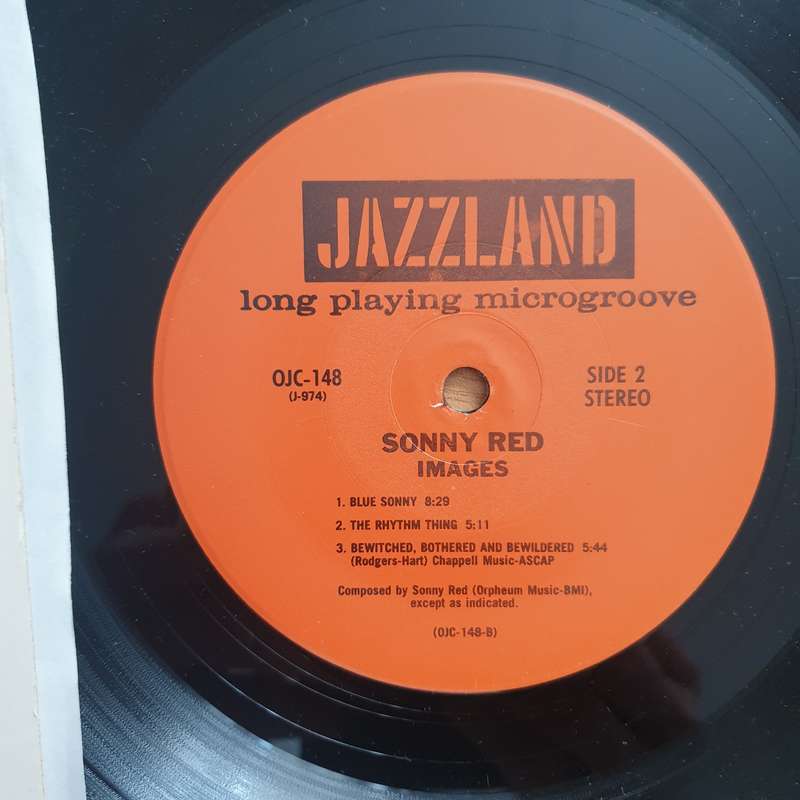 JAZZLAND
long playing microgroove
OJC-148
(J-974)
SIDE 2
STEREO
SONNY RED
IMAGES
1. BLUE SONNY 8:29
2. THE RHYTHM THING 5:11
3. BEWITCHED, BOTHERED AND BEWILDERED 5:44
(Rodgers-Hart) Chappell Music-ASCAP
Composed by Sonny Red (Orpheum Music-BMI),
except as indicated.
(OJC-148-B)